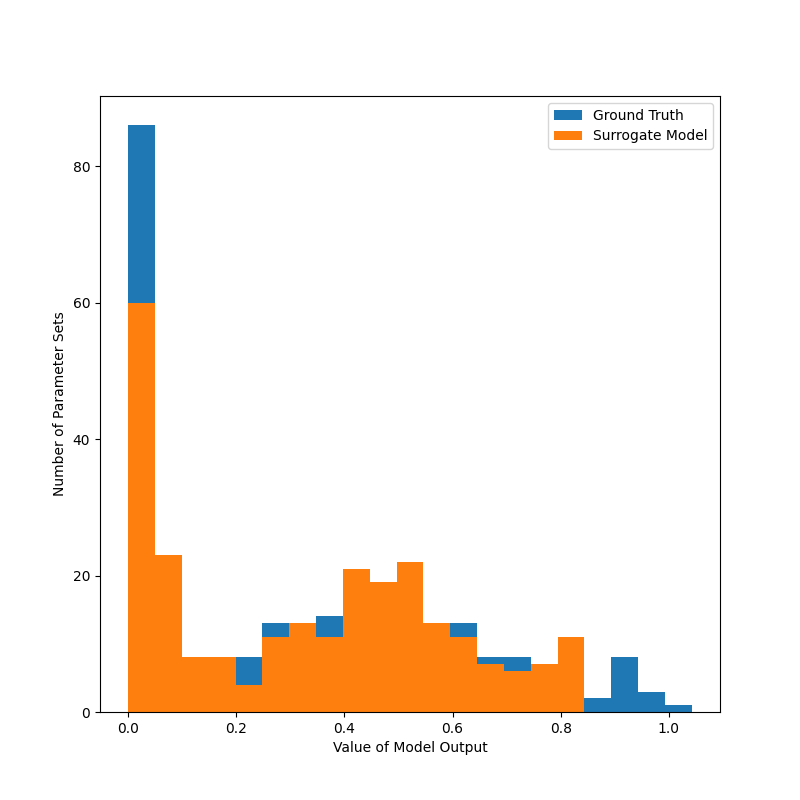 Ground Truth
Surrogate Model
80
60
40
20
0
Number of Parameter Sets
0.0 0.2 0.4 0.6 0.8 1.0
Value of Model Output